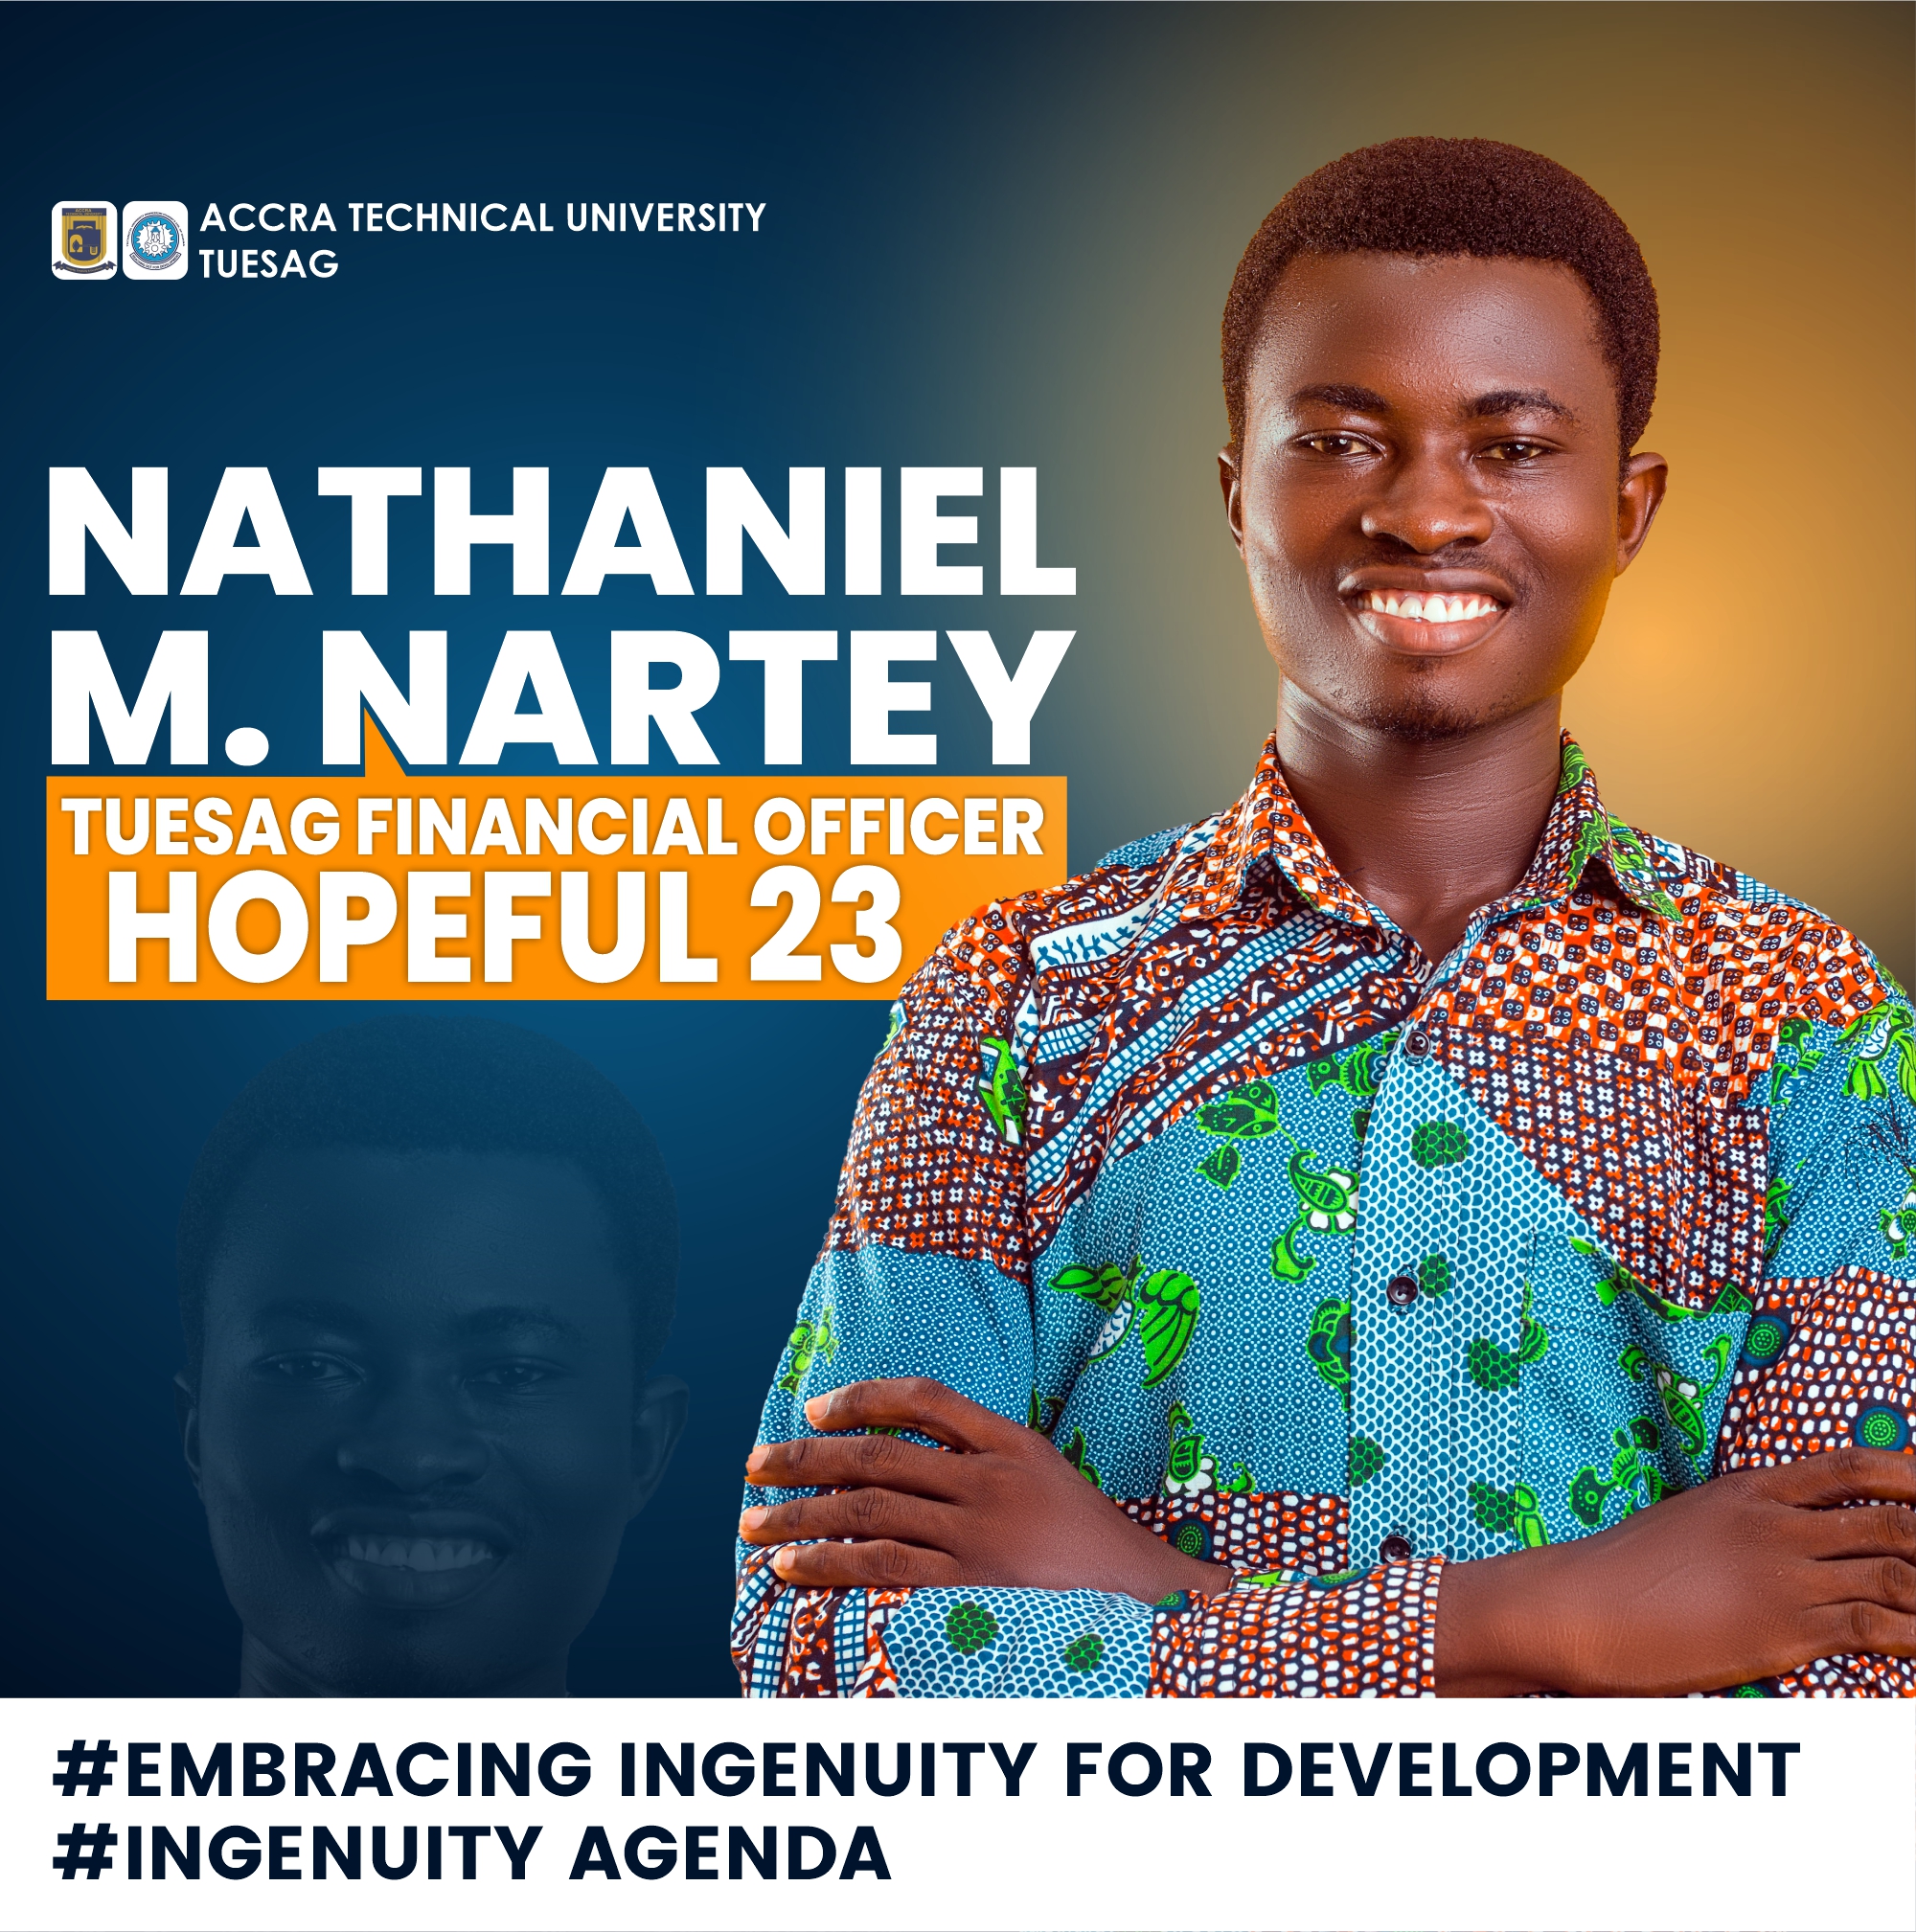 ACCRA TECHNICAL UNIVERSITY
TUESAG
NATHANIEL
M. NARTEY
TUESAG FINANCIAL OFFICER
HOPEFUL 23
#EMBRACING INGENUITY FOR DEVELOPMENT
#INGENUITY AGENDA